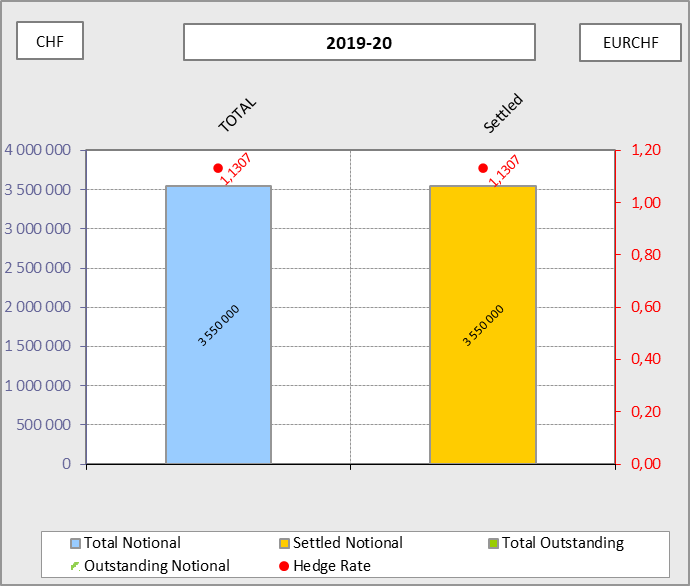 CHF
2019-20
EURCHF
TOTAL
Settled
4 000 000
3 500 000
3 000 000
2 500 000
2 000 000
1 500 000
1 000 000
500 000
0
1,1307
1,1307
3 550 000
3 550 000
1,20
1,00
0,80
0,60
0,40
0,20
0,00
Total Notional
Settled Notional
Total Outstanding
Outstanding Notional
Hedge Rate